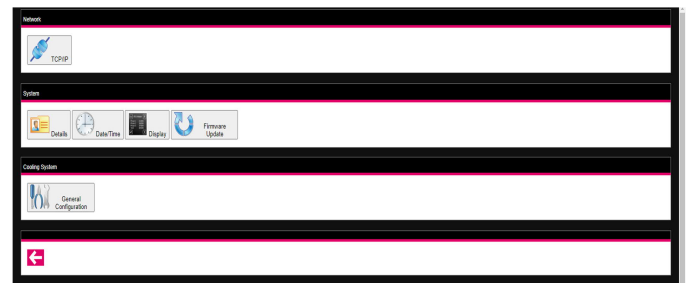 Network
TCP/IP
System
Details
Date/Time
Display
Firmware
Update
Cooling System
General
Configuration